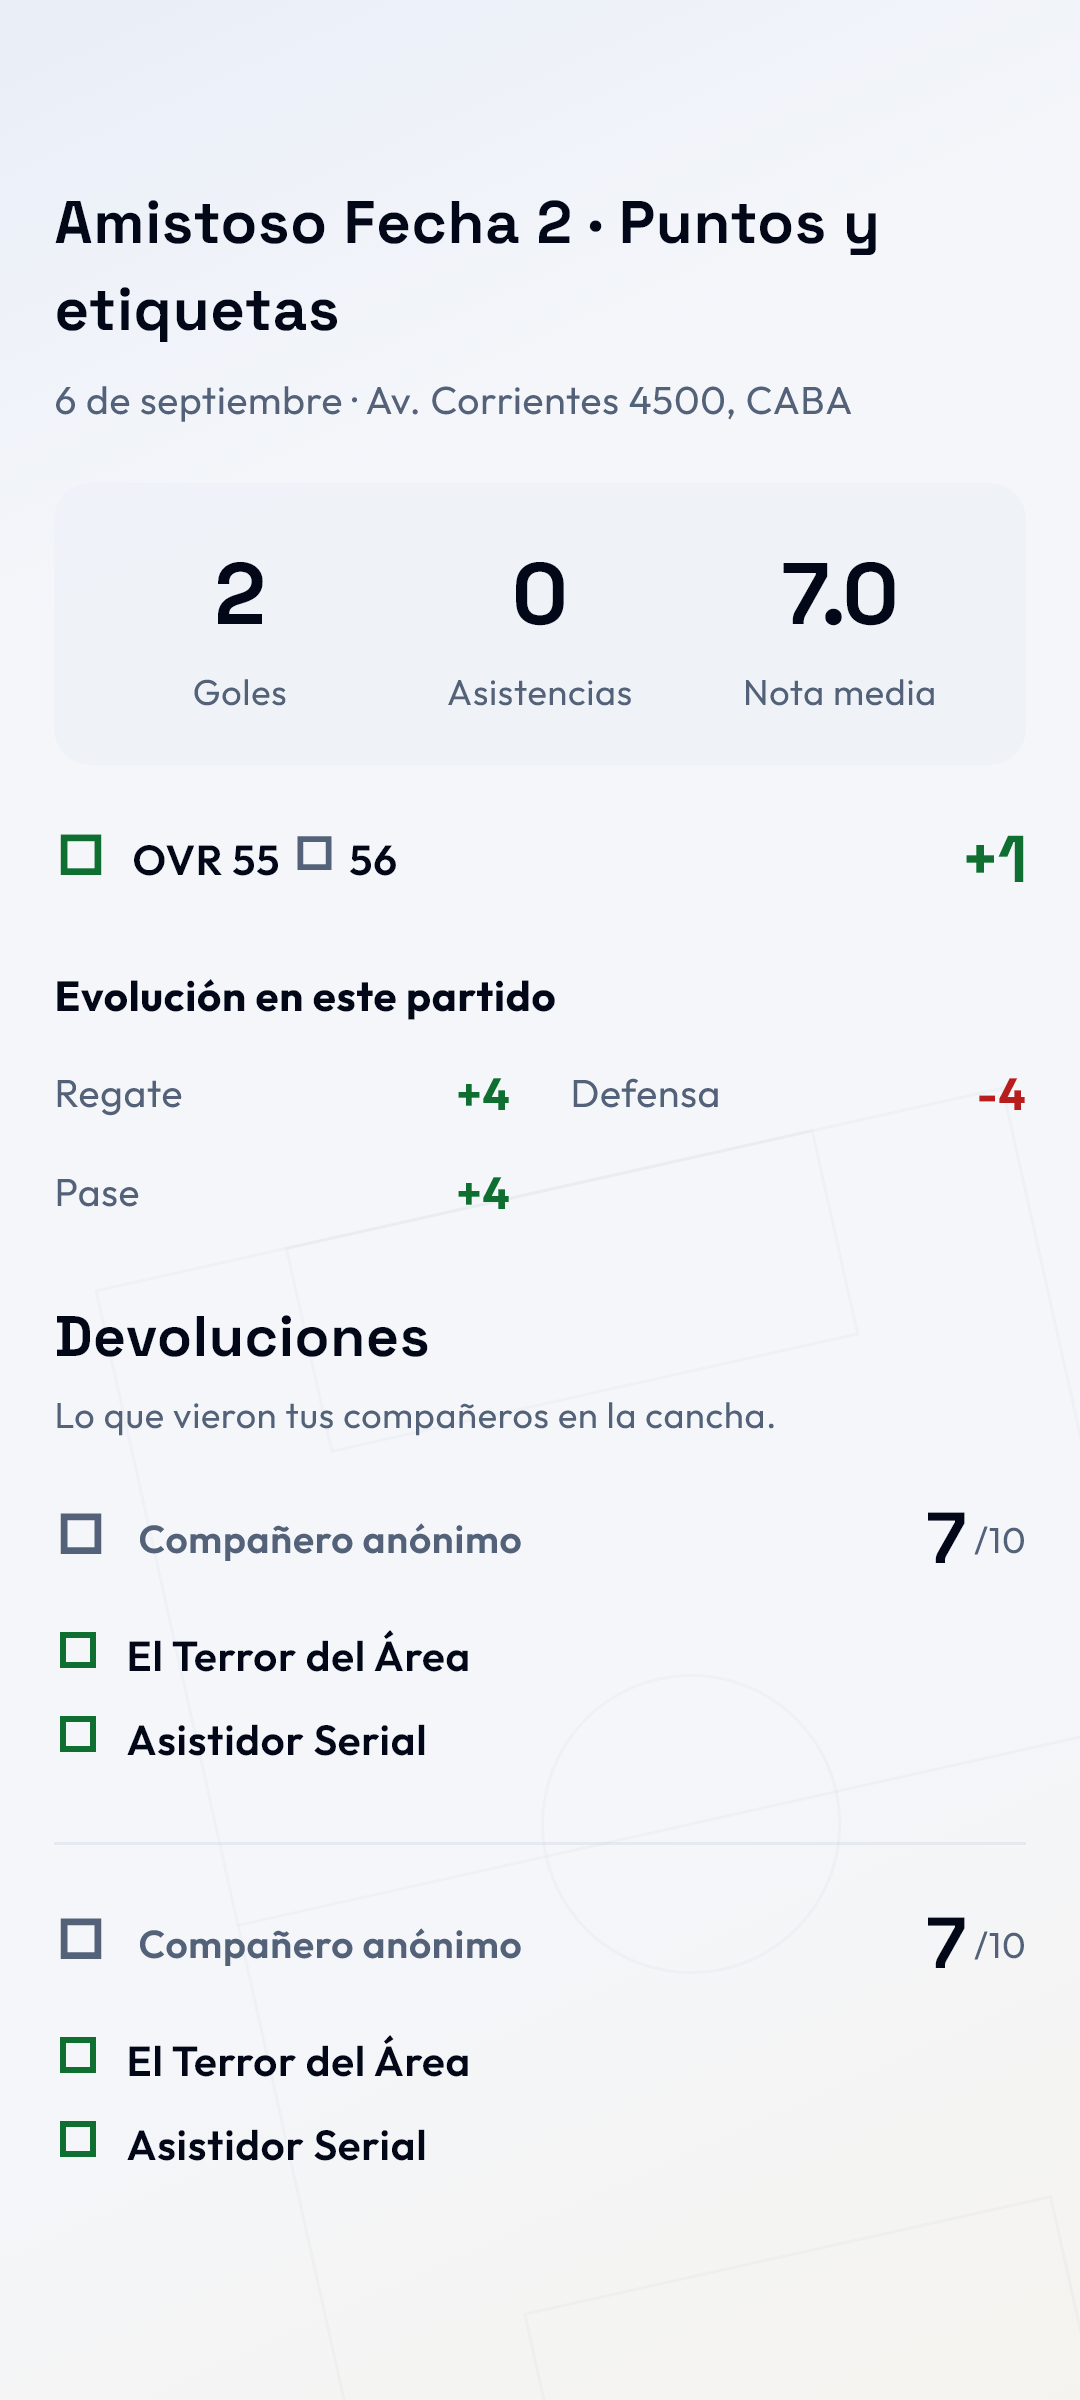 Amistoso Fecha 2 · Puntos y
etiquetas
6 de septiembre · Av. Corrientes 4500, CABA
2 0 7.0
Goles Asistencias Nota media
OVR 55 56 +1
Evolución en este partido
Regate +4 Defensa -4
Pase +4
Devoluciones
Lo que vieron tus compañeros en la cancha.
Compañero anónimo 7 /10
El Terror del Área
Asistidor Serial
Compañero anónimo 7 /10
El Terror del Área
Asistidor Serial